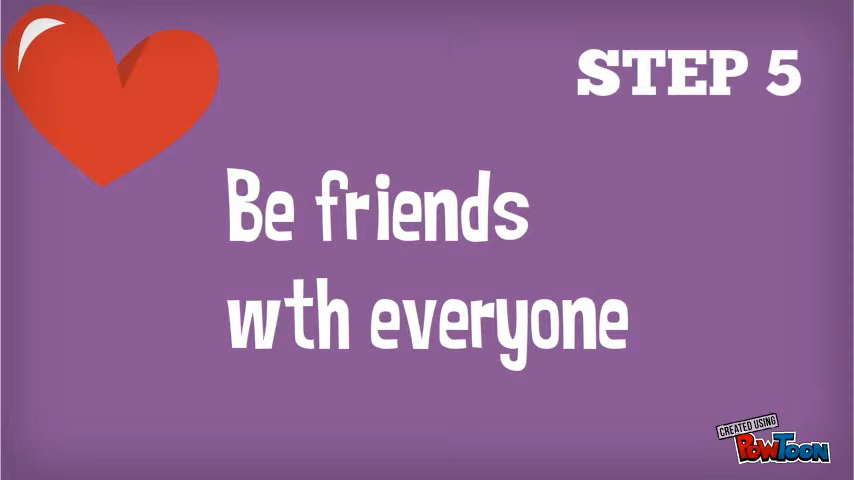 STEP 5
Be friends
wth everyone
CREATED USING
POWTOON